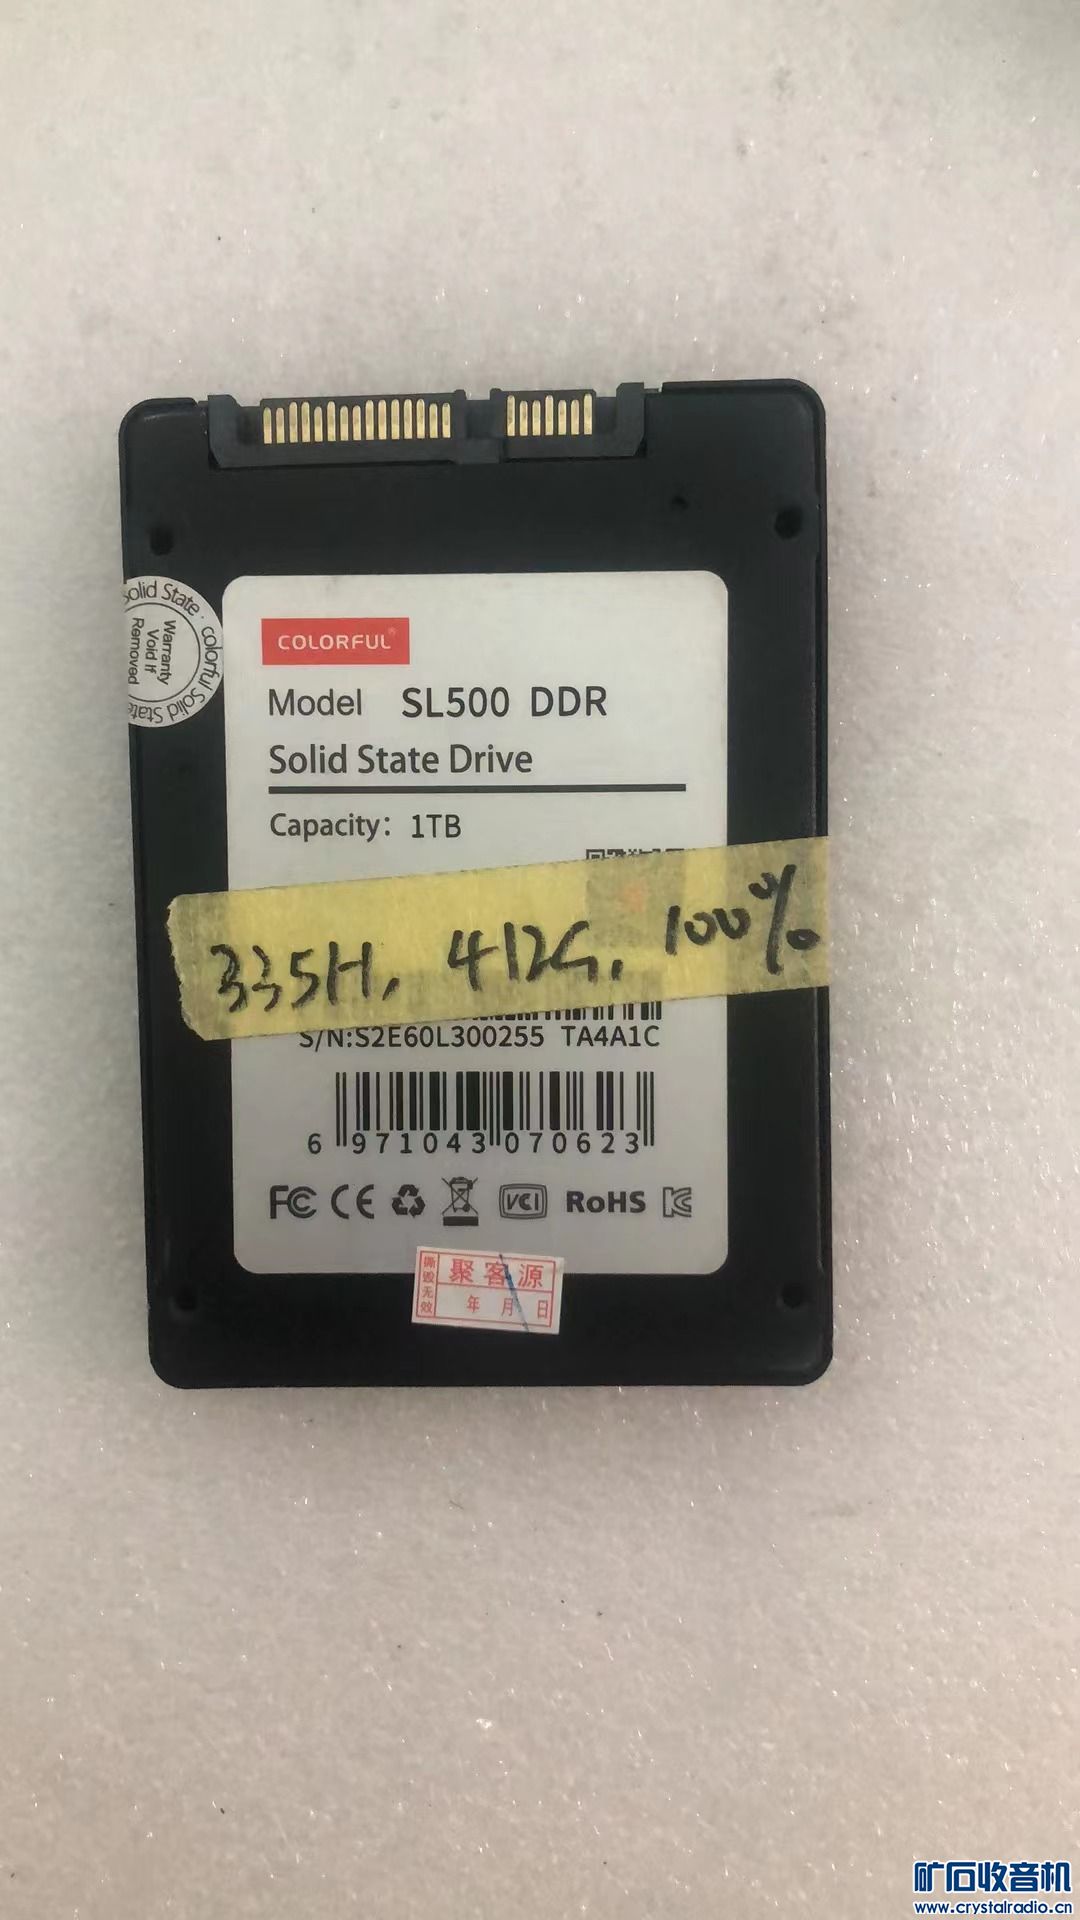 solid State · colorful Solid State
Warranty
Void If
Removed
COLORFUL®
Model SL500 DDR
Solid State Drive
Capacity: 1TB
335H, 412G, 100%
S/N:S2E60L300255 TA4A1C
6 971043 070623
FC CE VCI RoHS
撕毁无效
聚客源
年 月 日
矿石收音机
www.crystalradio.cn